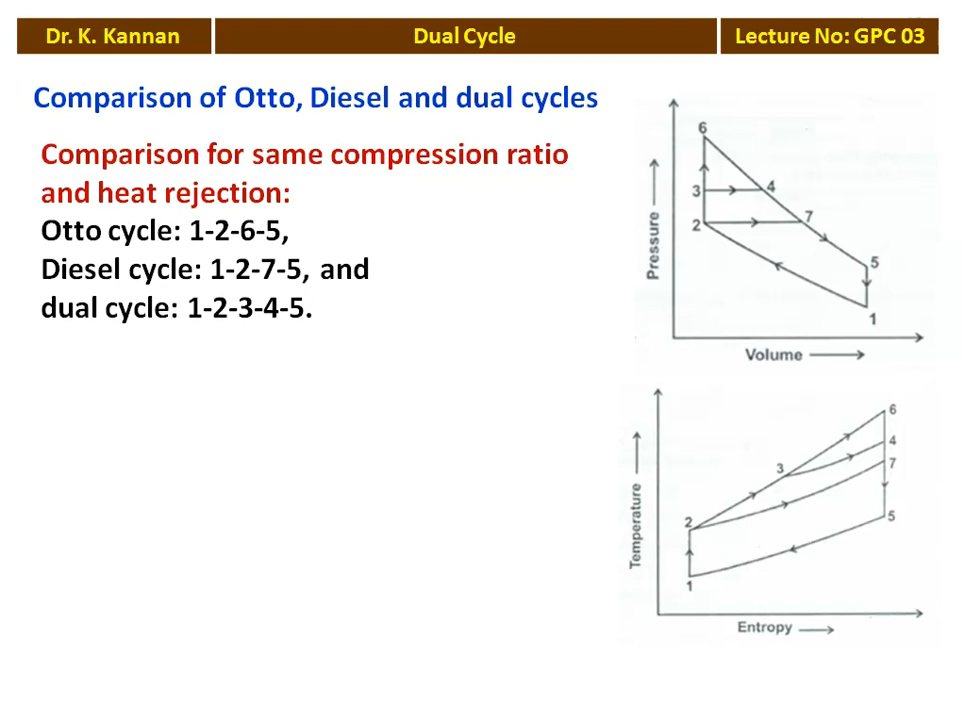 Dr. K. Kannan
Dual Cycle
Lecture No: GPC 03
Comparison of Otto, Diesel and dual cycles
Comparison for same compression ratio
and heat rejection:
Otto cycle: 1-2-6-5,
Diesel cycle: 1-2-7-5, and
dual cycle: 1-2-3-4-5.
6
3
4
2
7
5
1
Pressure
Volume
6
4
3
7
2
5
1
Temperature
Entropy